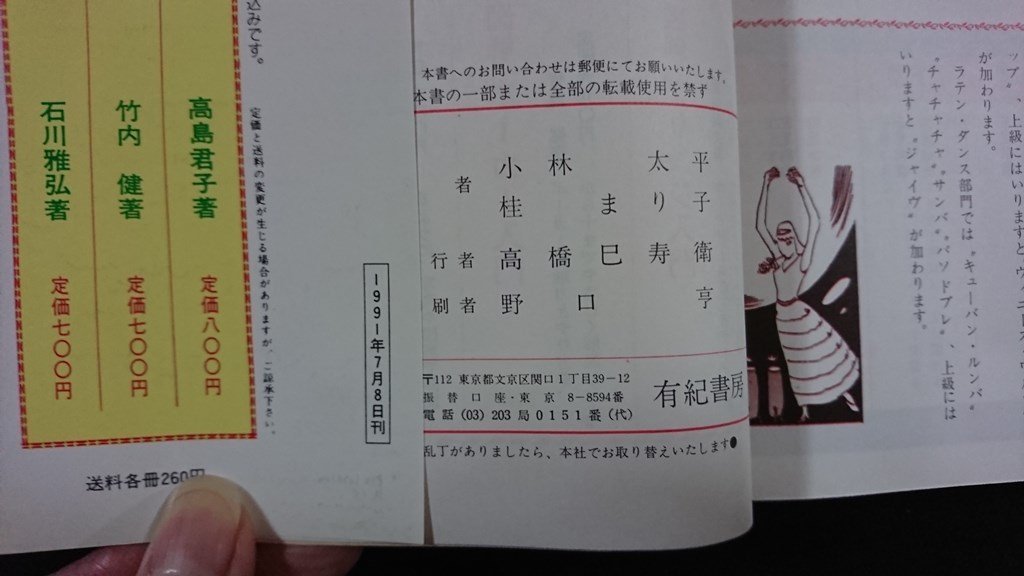 込みです。
高島君子著 定価八〇〇円
竹内 健著 定価七〇〇円
石川雅弘著 定価七〇〇円
定価と送料の変更が生じる場合がありますが、ご諒承下さい。
送料各冊260円
1991年7月8日刊
本書へのお問い合わせは郵便にてお願いいたします。
本書の一部または全部の転載使用を禁ず
者 小林太平
桂まり子
行者 高橋巳寿衛
刷者 野口亨
〒112 東京都文京区関口1丁目39−12
振替口座・東京 8−8594番
電話(03)203局0151番(代)
有紀書房
乱丁がありましたら、本社でお取り替えいたします●
ップ〟、上級にはいりますと
が加わります。
ラテン・ダンス部門では〝キューバン・ルンバ〟
〝チャチャチャ〟〝サンバ〟〝パソドブレ〟、上級には
いりますと〝ジャイヴ〟が加わります。